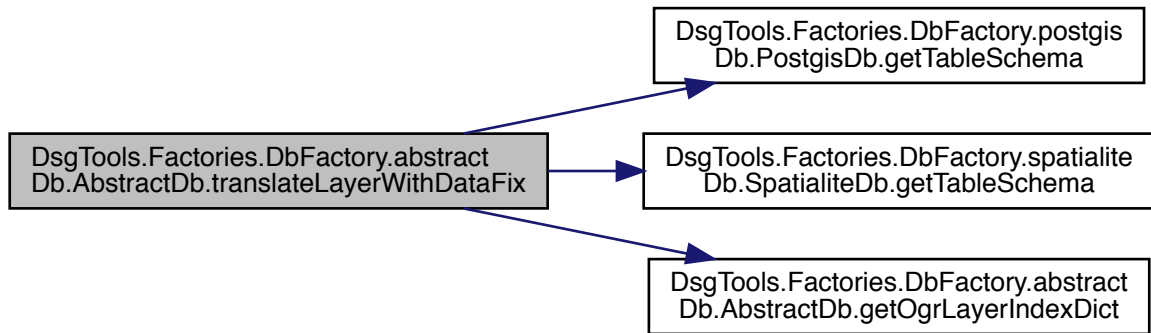 DsgTools.Factories.DbFactory.postgis
Db.PostgisDb.getTableSchema
DsgTools.Factories.DbFactory.abstract
Db.AbstractDb.translateLayerWithDataFix
DsgTools.Factories.DbFactory.spatialite
Db.SpatialiteDb.getTableSchema
DsgTools.Factories.DbFactory.abstract
Db.AbstractDb.getOgrLayerIndexDict